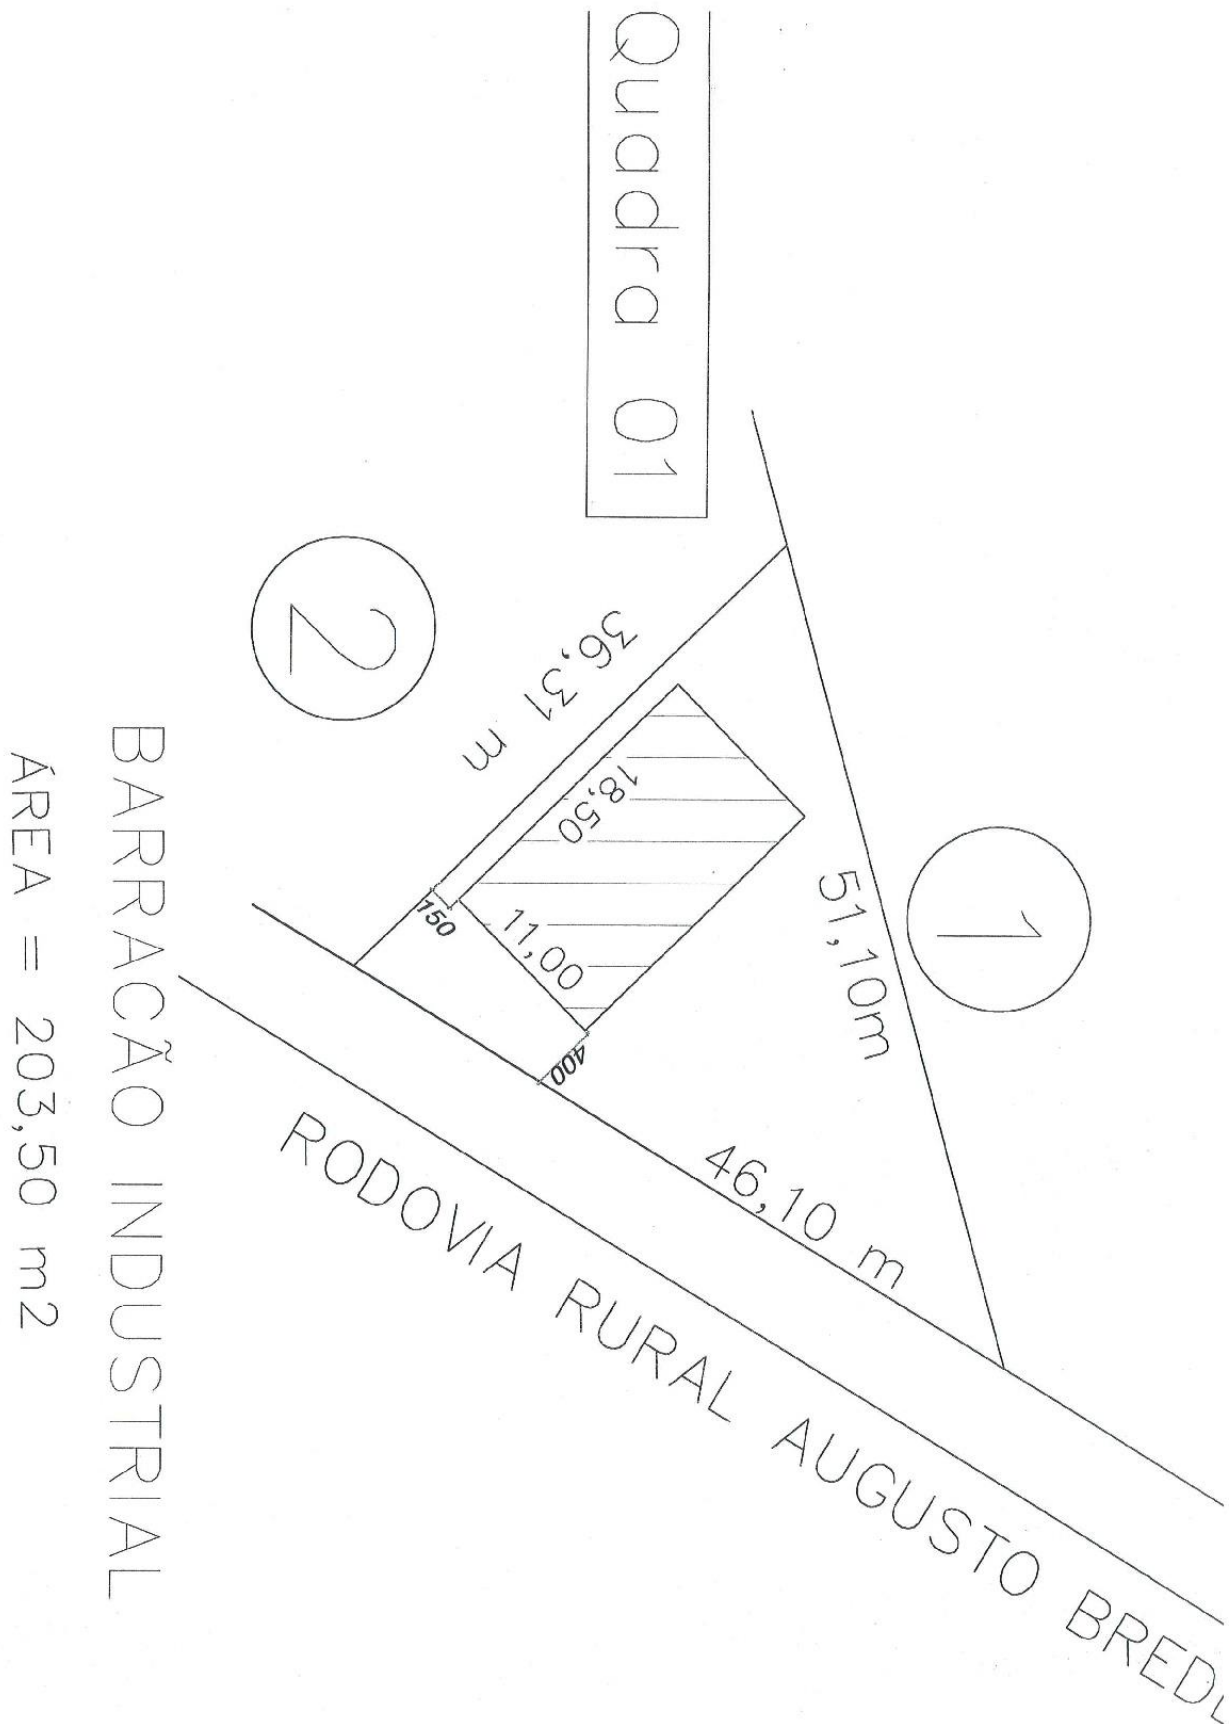 Quadra 01
1
2
51,10m
36,31 m
18,50
11,00
150
400
46,10 m
RODOVIA RURAL AUGUSTO
BARRACÃO INDUSTRIAL
ÁREA = 203,50 m2